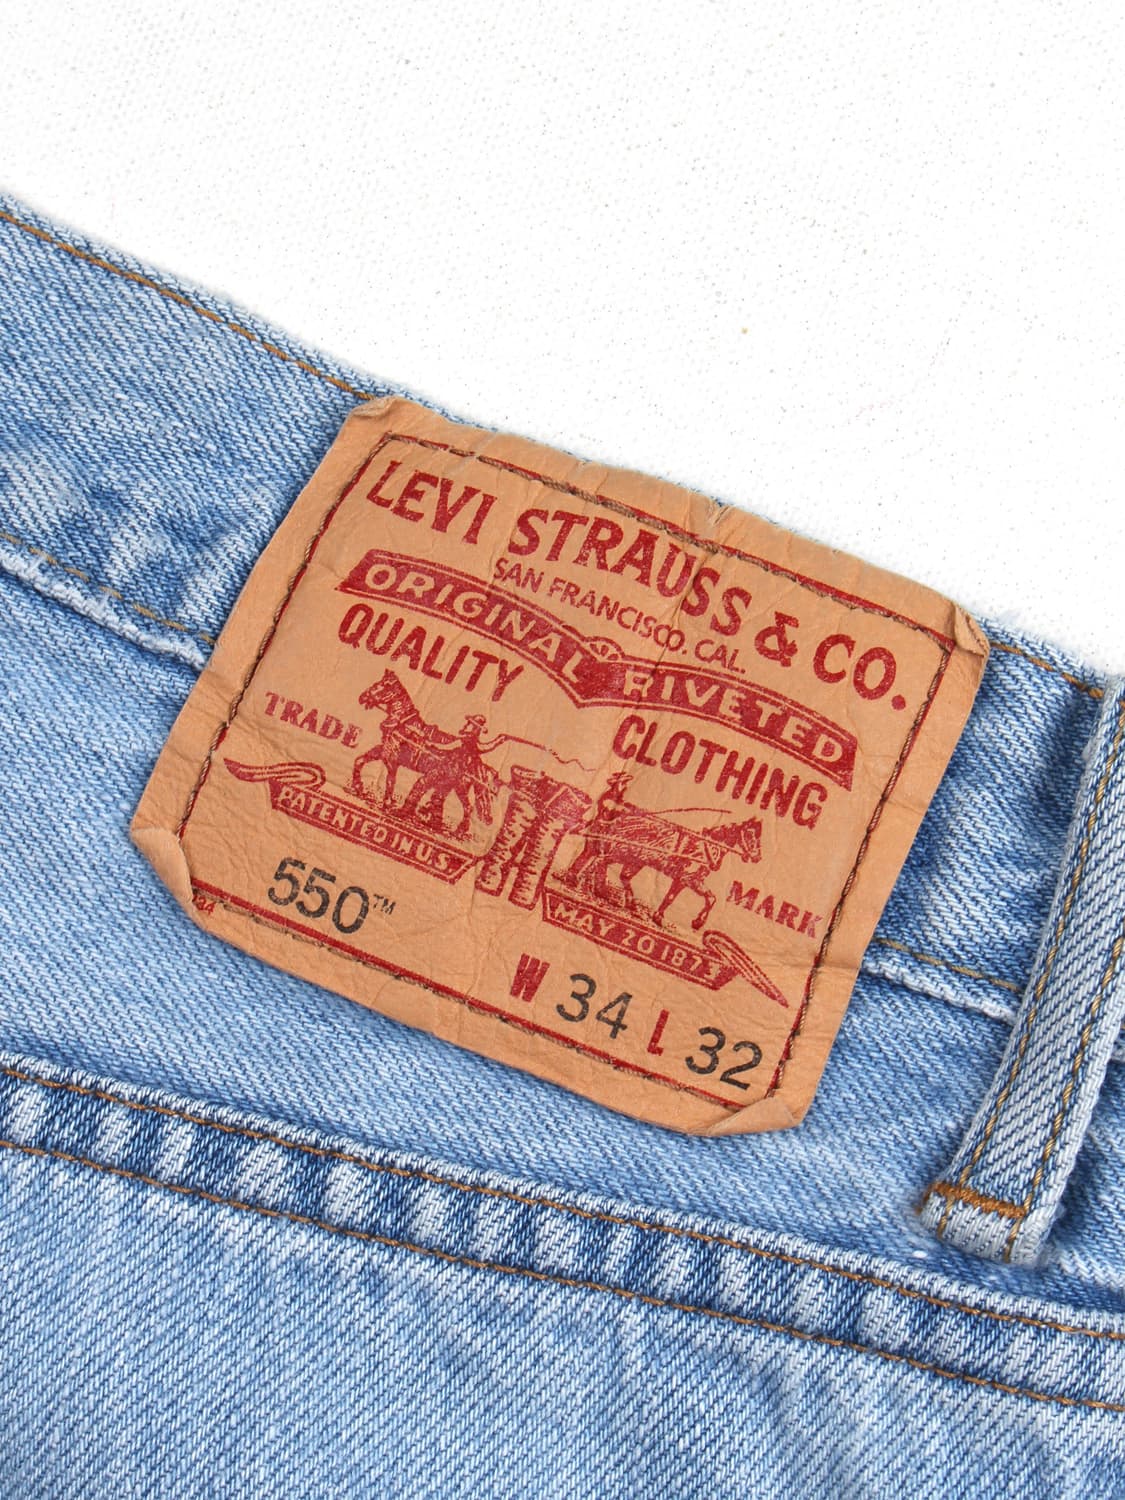 LEVI STRAUSS & CO.
SAN FRANCISCO. CAL.
ORIGINAL RIVETED
QUALITY CLOTHING
TRADE MARK
PATENTED IN U.S. MAY 20 1873
550™
W 34 L 32